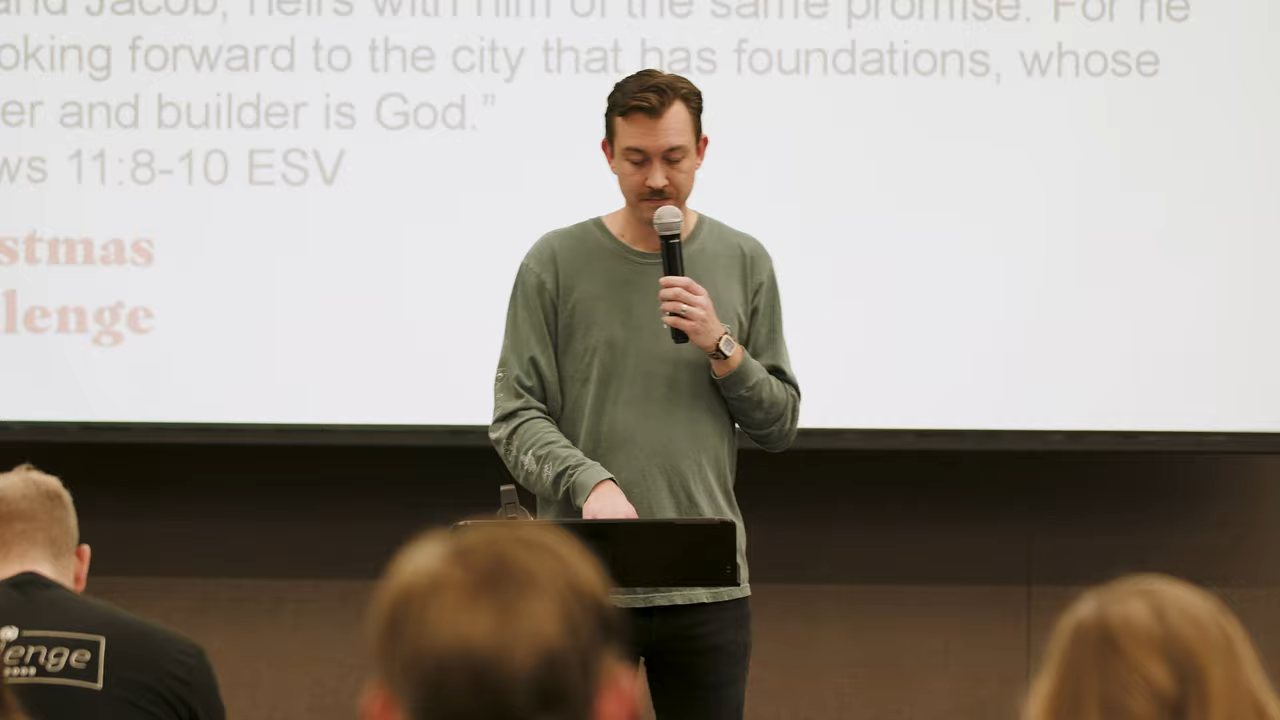 and Jacob, heirs with him of the same promise. For he
oking forward to the city that has foundations, whose
er and builder is God.”
ws 11:8-10 ESV
stmas
llenge
enge